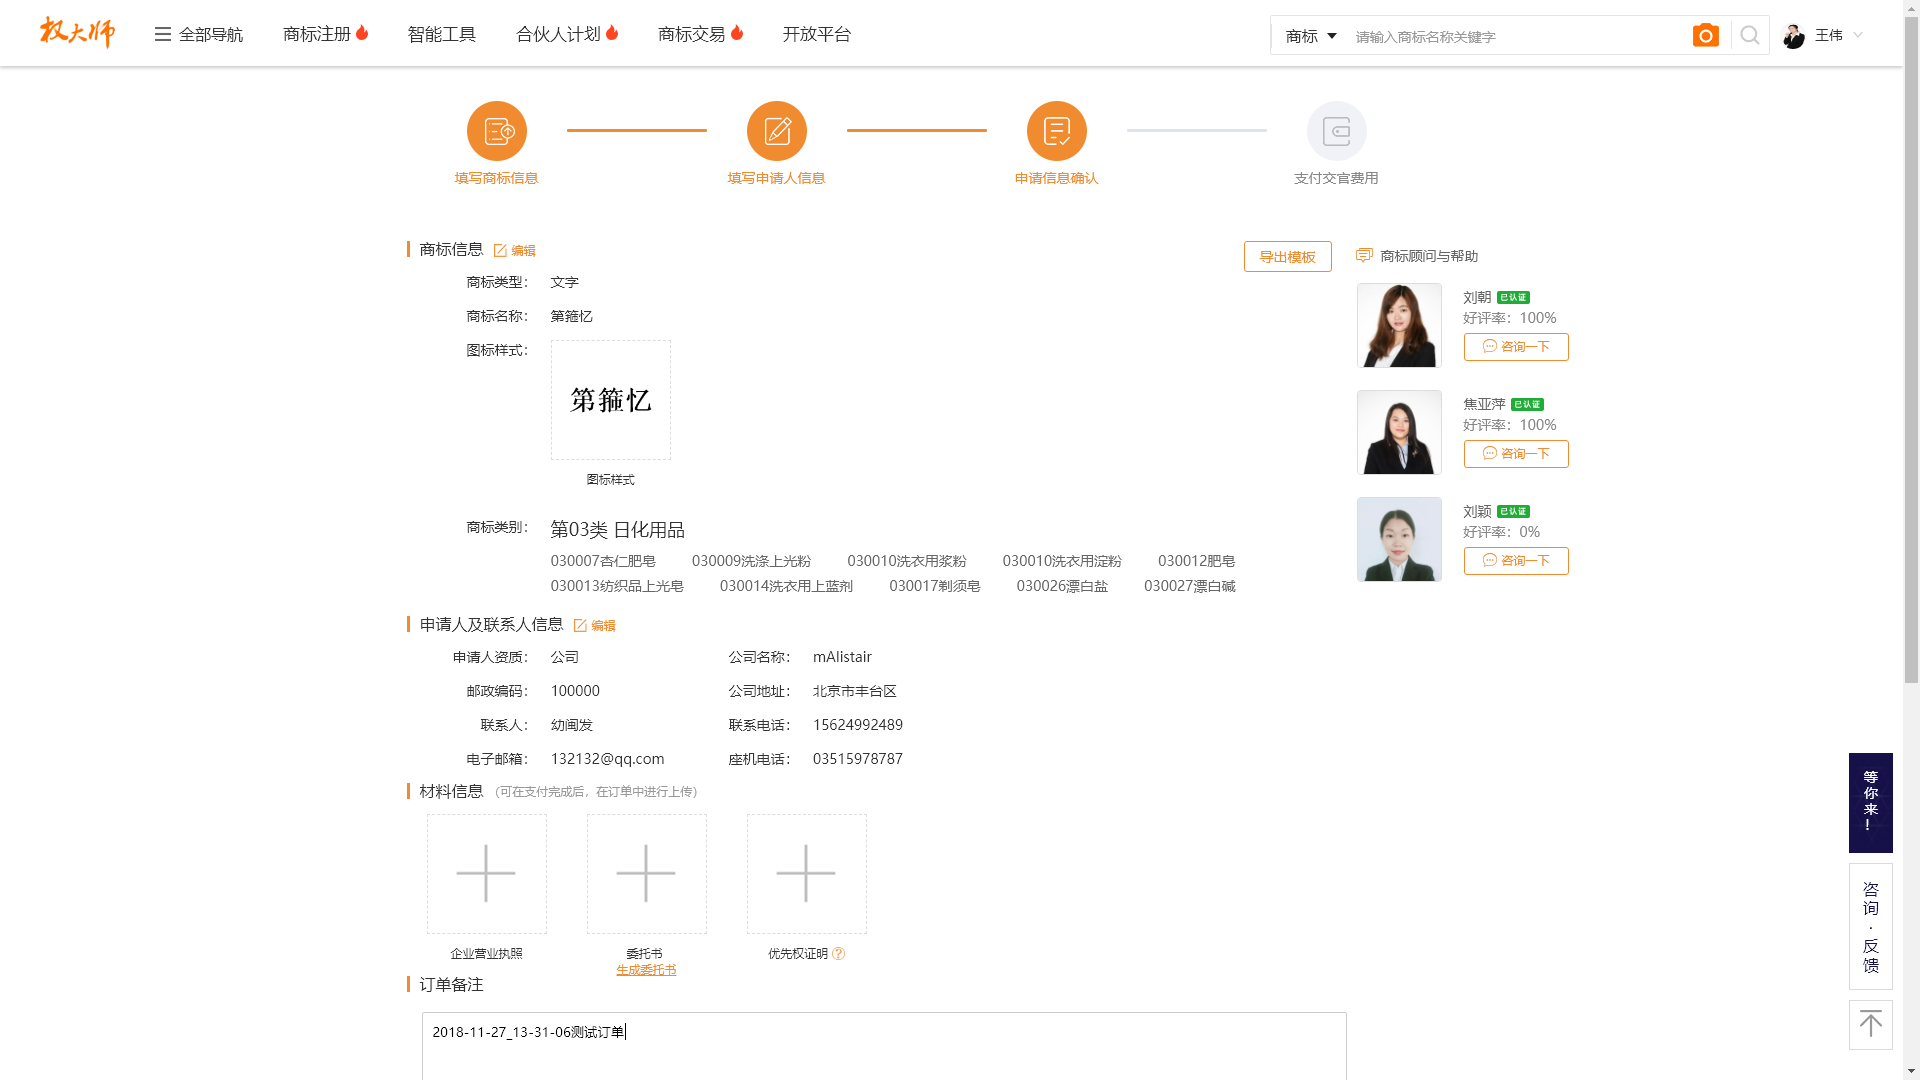 权大师 全部导航 商标注册 智能工具 合伙人计划 商标交易 开放平台 商标 请输入商标名称关键字 王伟
填写商标信息 填写申请人信息 申请信息确认 支付交官费用
商标信息 编辑 导出模板
商标类型： 文字
商标名称： 第箍忆
图标样式：
第箍忆
图标样式
商标类别： 第03类 日化用品
030007杏仁肥皂 030009洗涤上光粉 030010洗衣用浆粉 030010洗衣用淀粉 030012肥皂
030013纺织品上光皂 030014洗衣用上蓝剂 030017剃须皂 030026漂白盐 030027漂白碱
商标顾问与帮助
刘朝 已认证
好评率：100%
咨询一下
焦亚萍 已认证
好评率：100%
咨询一下
刘颖 已认证
好评率：0%
咨询一下
申请人及联系人信息 编辑
申请人资质： 公司 公司名称： mAlistair
邮政编码： 100000 公司地址： 北京市丰台区
联系人： 幼闽发 联系电话： 15624992489
电子邮箱： 132132@qq.com 座机电话： 03515978787
材料信息 （可在支付完成后，在订单中进行上传）
企业营业执照 委托书 优先权证明 ?
生成委托书
订单备注
2018-11-27_13-31-06测试订单
等你来！
咨询·反馈